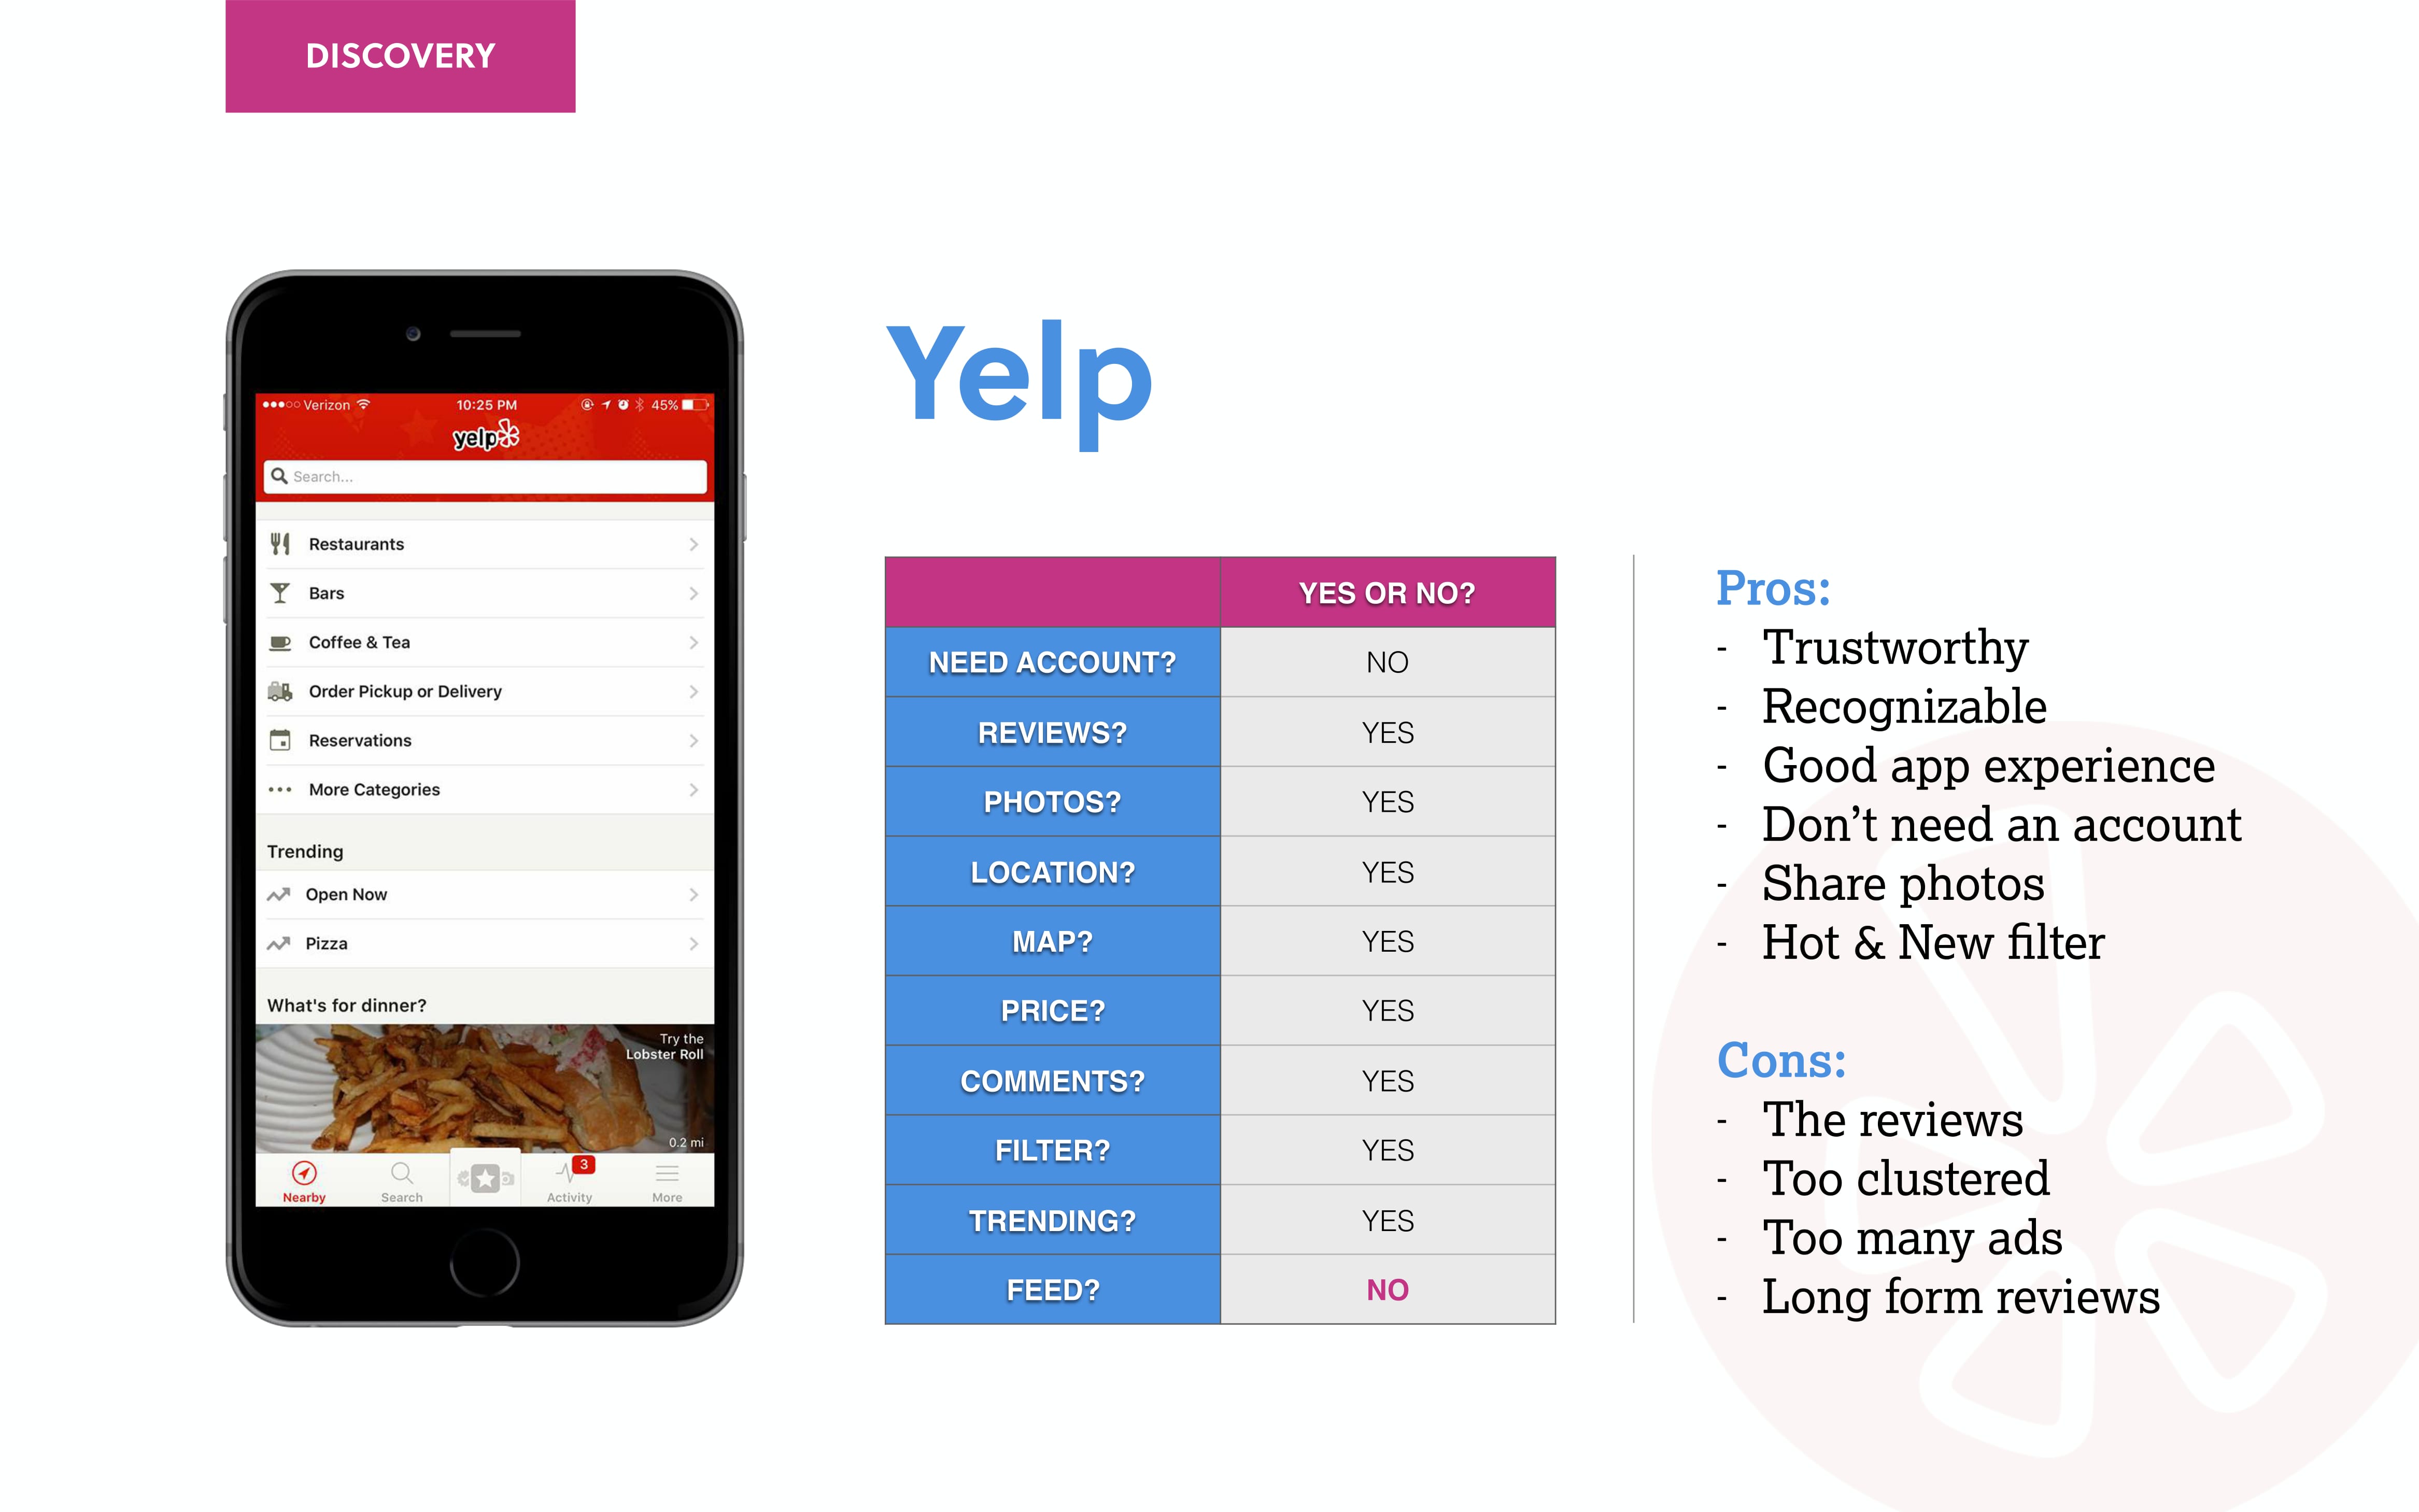 DISCOVERY
Verizon 10:25 PM 45%
yelp
Search...
Restaurants
Bars
Coffee & Tea
Order Pickup or Delivery
Reservations
More Categories
Trending
Open Now
Pizza
What's for dinner?
Try the
Lobster Roll
0.2 mi
3
Nearby Search Activity More
Yelp
YES OR NO?
NEED ACCOUNT? NO
REVIEWS? YES
PHOTOS? YES
LOCATION? YES
MAP? YES
PRICE? YES
COMMENTS? YES
FILTER? YES
TRENDING? YES
FEED? NO
Pros:
- Trustworthy
- Recognizable
- Good app experience
- Don’t need an account
- Share photos
- Hot & New filter
Cons:
- The reviews
- Too clustered
- Too many ads
- Long form reviews